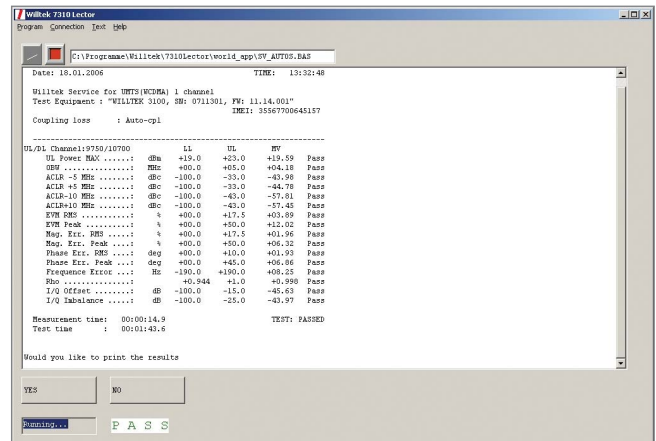 Willtek 7310 Lector
Program Connection Text Help
C:\Programme\Willtek\7310Lector\world_app\SV_AUTOS.BAS
Date: 18.01.2006 TIME: 13:32:48
Willtek Service for UMTS(WCDMA) 1 channel
Test Equipment : "WILLTEK 3100, SN: 0711301, FW: 11.14.001"
IMEI: 35567700645157
Coupling loss : Auto-cpl
------------------------------------------------------------
UL/DL Channel:9750/10700 LL UL MV
UL Power MAX ......: dBm +19.0 +23.0 +19.59 Pass
OBW ...............: MHz +00.0 +05.0 +04.18 Pass
ACLR -5 MHz .......: dBc -100.0 -33.0 -43.98 Pass
ACLR +5 MHz .......: dBc -100.0 -33.0 -44.78 Pass
ACLR-10 MHz .......: dBc -100.0 -43.0 -57.81 Pass
ACLR+10 MHz .......: dBc -100.0 -43.0 -57.45 Pass
EVM RMS ...........: % +00.0 +17.5 +03.89 Pass
EVM Peak ..........: % +00.0 +50.0 +12.02 Pass
Mag. Err. RMS .....: % +00.0 +17.5 +01.96 Pass
Mag. Err. Peak ....: % +00.0 +50.0 +06.32 Pass
Phase Err. RMS ....: deg +00.0 +10.0 +01.93 Pass
Phase Err. Peak ...: deg +00.0 +45.0 +06.86 Pass
Frequence Error ...: Hz -190.0 +190.0 +08.25 Pass
Rho ...............: +0.944 +1.0 +0.998 Pass
I/Q Offset ........: dB -100.0 -15.0 -45.63 Pass
I/Q Imbalance .....: dB -100.0 -25.0 -43.97 Pass
Measurement time: 00:00:14.9 TEST: PASSED
Test time : 00:01:43.6
Would you like to print the results
YES NO
Running... P A S S